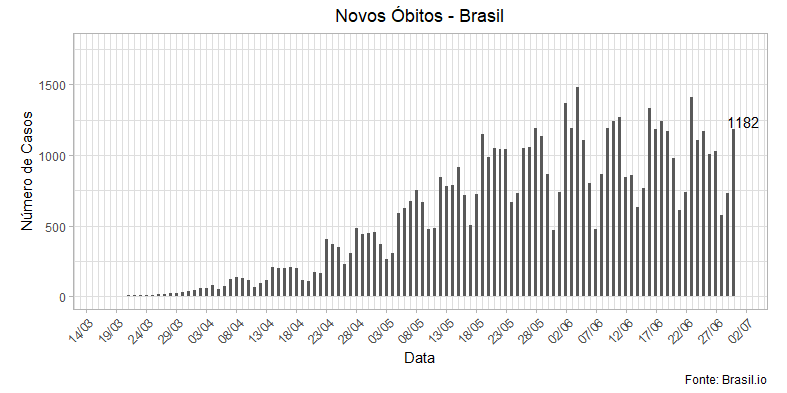 Novos Óbitos - Brasil
Número de Casos
1500
1000
500
0
1182
14/03 19/03 24/03 29/03 03/04 08/04 13/04 18/04 23/04 28/04 03/05 08/05 13/05 18/05 23/05 28/05 02/06 07/06 12/06 17/06 22/06 27/06 02/07
Data
Fonte: Brasil.io